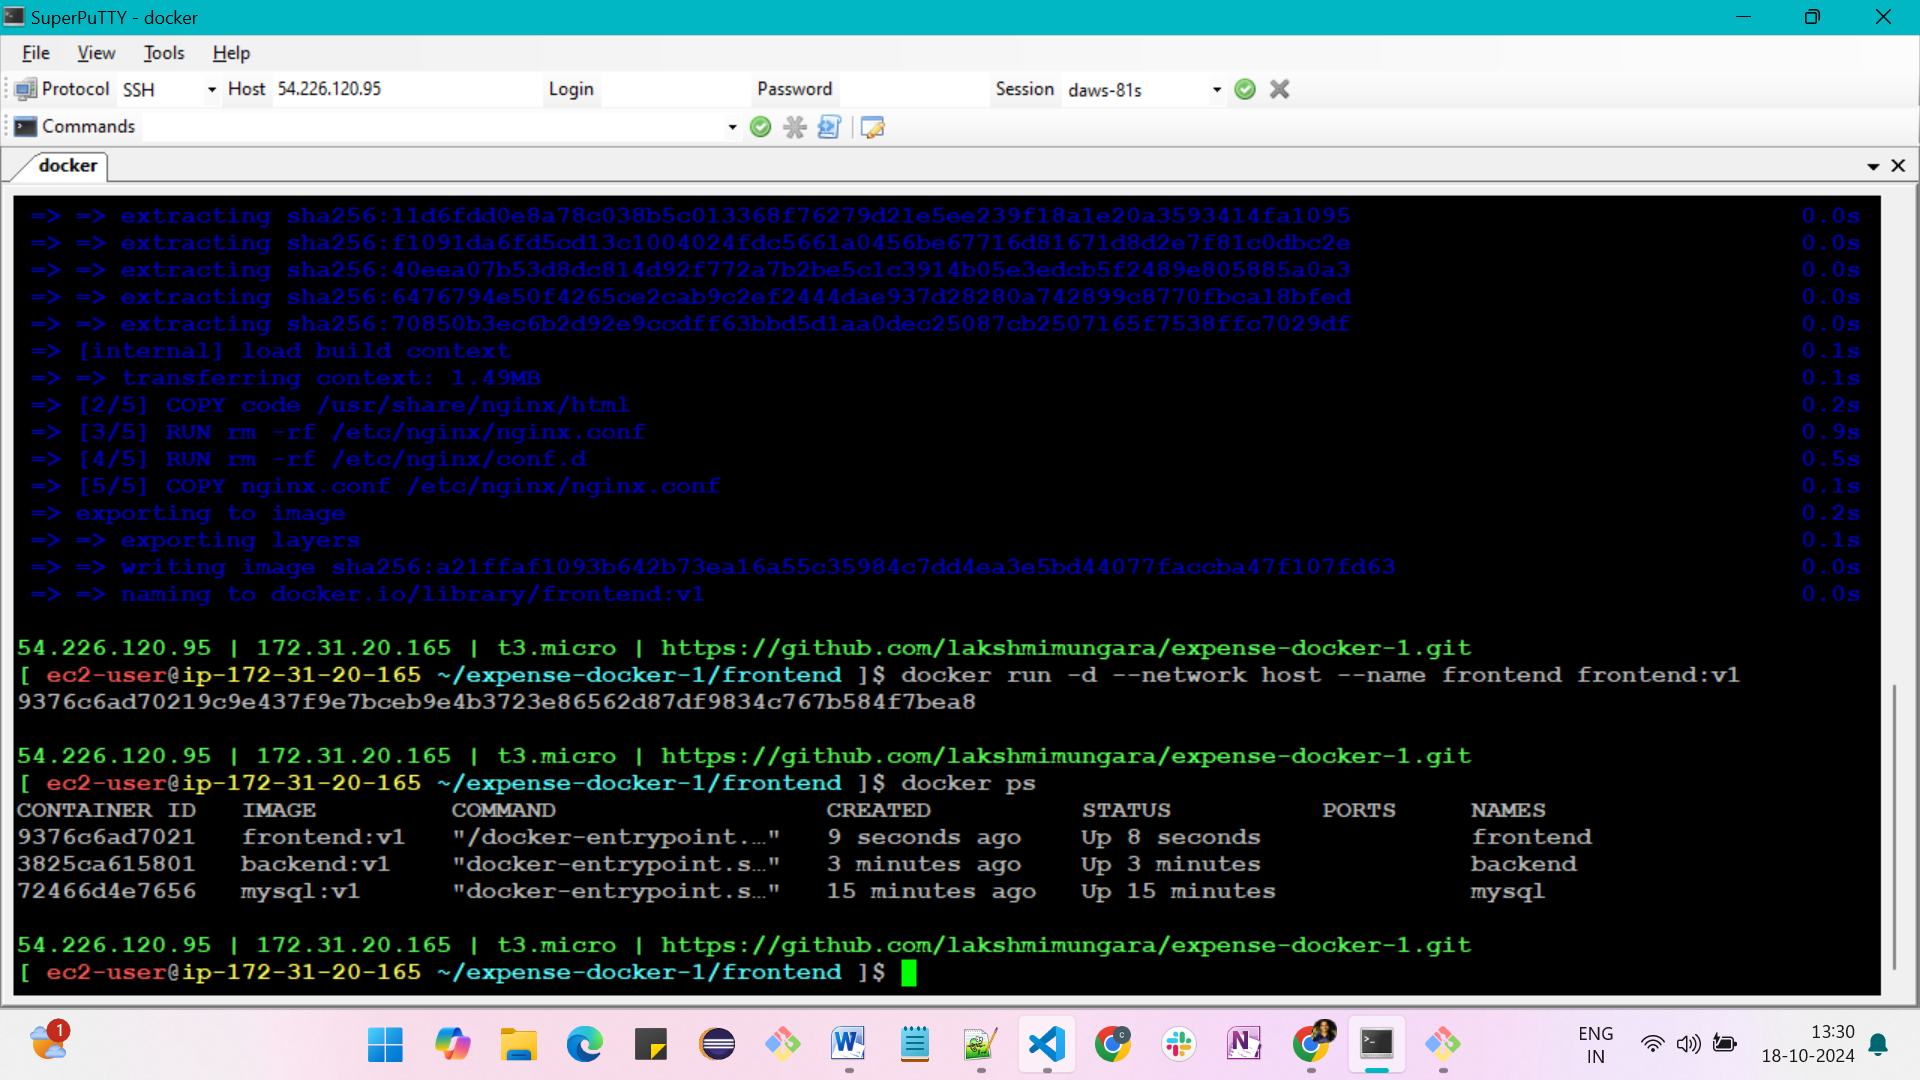 SuperPuTTY - docker
File View Tools Help
Protocol SSH Host 54.226.120.95 Login Password Session daws-81s
Commands
docker
=> => extracting sha256:11d6fdd0e8a78c038b5c013368f76279d21e5ee239f18a1e20a3593414fa1095 0.0s
=> => extracting sha256:f1091da6fd5cd13c1004024fdc5661a0456be67716d81671d8d2e7f81c0dbc2e 0.0s
=> => extracting sha256:40eea07b53d8dc814d92f772a7b2be5c1c3914b05e3edcb5f2489e805885a0a3 0.0s
=> => extracting sha256:6476794e50f4265ce2cab9c2ef2444dae937d28280a742899c8770fbca18bfed 0.0s
=> => extracting sha256:70850b3ec6b2d92e9ccdff63bbd5d1aa0dec25087cb2507165f7538ffc7029df 0.0s
=> [internal] load build context 0.1s
=> => transferring context: 1.49MB 0.1s
=> [2/5] COPY code /usr/share/nginx/html 0.2s
=> [3/5] RUN rm -rf /etc/nginx/nginx.conf 0.9s
=> [4/5] RUN rm -rf /etc/nginx/conf.d 0.5s
=> [5/5] COPY nginx.conf /etc/nginx/nginx.conf 0.1s
=> exporting to image 0.2s
=> => exporting layers 0.1s
=> => writing image sha256:a21ffaf1093b642b73ea16a55c35984c7dd4ea3e5bd44077faccba47f107fd63 0.0s
=> => naming to docker.io/library/frontend:v1 0.0s
54.226.120.95 | 172.31.20.165 | t3.micro | https://github.com/lakshmimungara/expense-docker-1.git
[ ec2-user@ip-172-31-20-165 ~/expense-docker-1/frontend ]$ docker run -d --network host --name frontend frontend:v1
9376c6ad70219c9e437f9e7bceb9e4b3723e86562d87df9834c767b584f7bea8
54.226.120.95 | 172.31.20.165 | t3.micro | https://github.com/lakshmimungara/expense-docker-1.git
[ ec2-user@ip-172-31-20-165 ~/expense-docker-1/frontend ]$ docker ps
CONTAINER ID IMAGE COMMAND CREATED STATUS PORTS NAMES
9376c6ad7021 frontend:v1 "/docker-entrypoint.…" 9 seconds ago Up 8 seconds frontend
3825ca615801 backend:v1 "docker-entrypoint.s…" 3 minutes ago Up 3 minutes backend
72466d4e7656 mysql:v1 "docker-entrypoint.s…" 15 minutes ago Up 15 minutes mysql
54.226.120.95 | 172.31.20.165 | t3.micro | https://github.com/lakshmimungara/expense-docker-1.git
[ ec2-user@ip-172-31-20-165 ~/expense-docker-1/frontend ]$
1
ENG
IN
13:30
18-10-2024